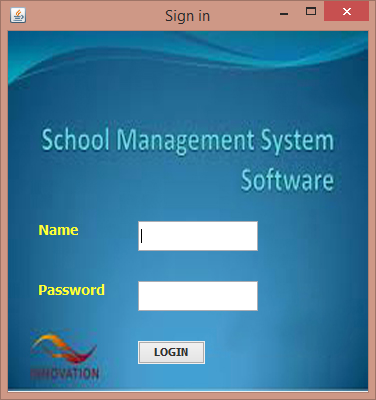 Sign in
School Management System
Software
Name
Password
LOGIN
INNOVATION